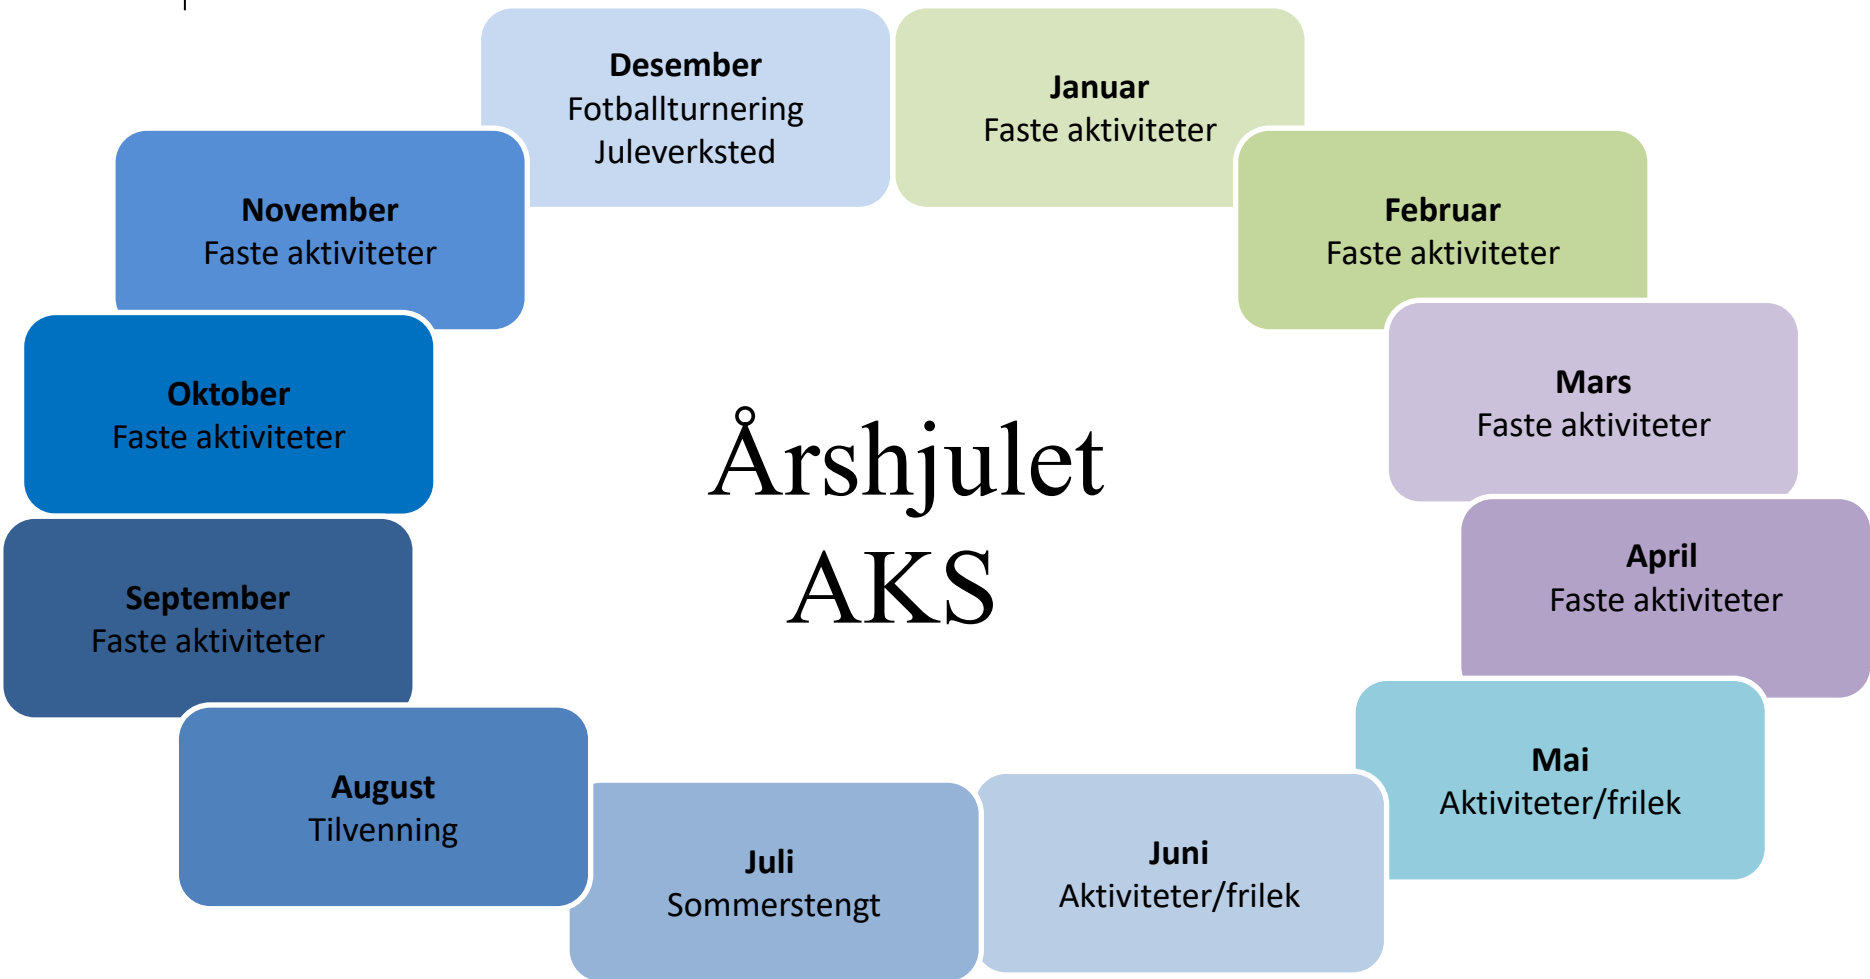 Desember
Fotballturnering
Juleverksted
Januar
Faste aktiviteter
Februar
Faste aktiviteter
Mars
Faste aktiviteter
April
Faste aktiviteter
Mai
Aktiviteter/frilek
Juni
Aktiviteter/frilek
Juli
Sommerstengt
August
Tilvenning
September
Faste aktiviteter
Oktober
Faste aktiviteter
November
Faste aktiviteter
Årshjulet
AKS